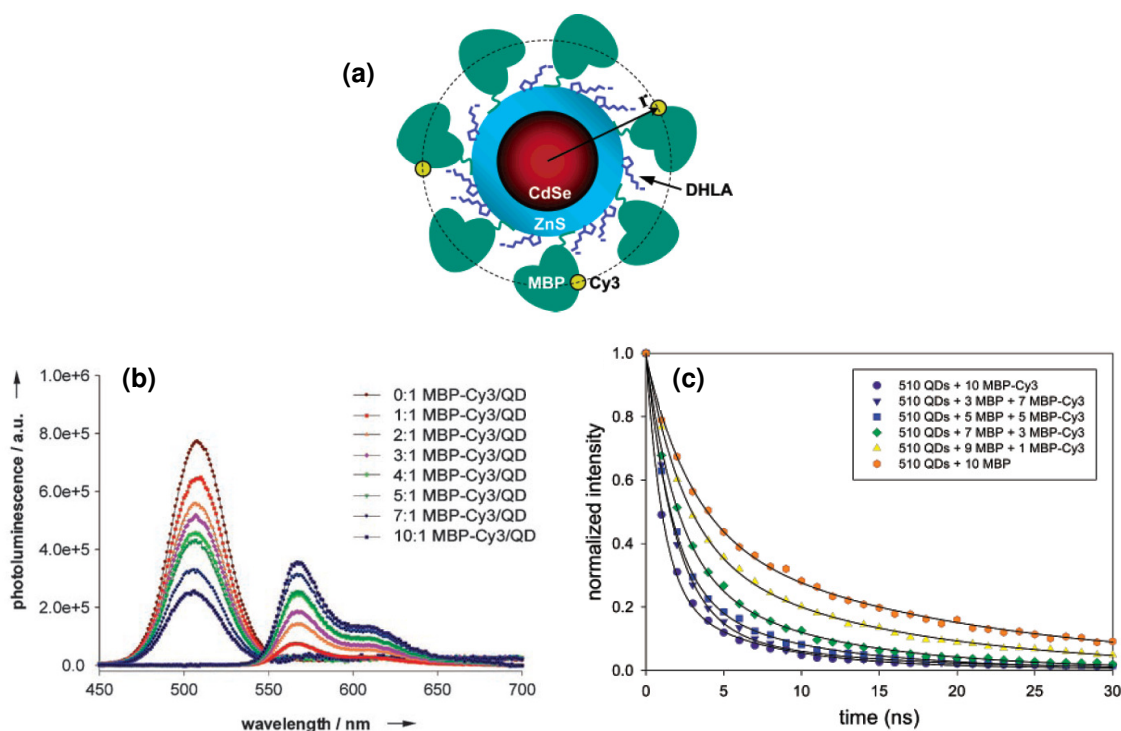 (a)
r
CdSe
ZnS
DHLA
MBP
Cy3
(b)
photoluminescence / a.u.
1.0e+6
8.0e+5
6.0e+5
4.0e+5
2.0e+5
0.0
450
500
550
600
650
700
wavelength / nm
0:1 MBP-Cy3/QD
1:1 MBP-Cy3/QD
2:1 MBP-Cy3/QD
3:1 MBP-Cy3/QD
4:1 MBP-Cy3/QD
5:1 MBP-Cy3/QD
7:1 MBP-Cy3/QD
10:1 MBP-Cy3/QD
(c)
normalized intensity
1.0
0.8
0.6
0.4
0.2
0.0
0
5
10
15
20
25
30
time (ns)
510 QDs + 10 MBP-Cy3
510 QDs + 3 MBP + 7 MBP-Cy3
510 QDs + 5 MBP + 5 MBP-Cy3
510 QDs + 7 MBP + 3 MBP-Cy3
510 QDs + 9 MBP + 1 MBP-Cy3
510 QDs + 10 MBP